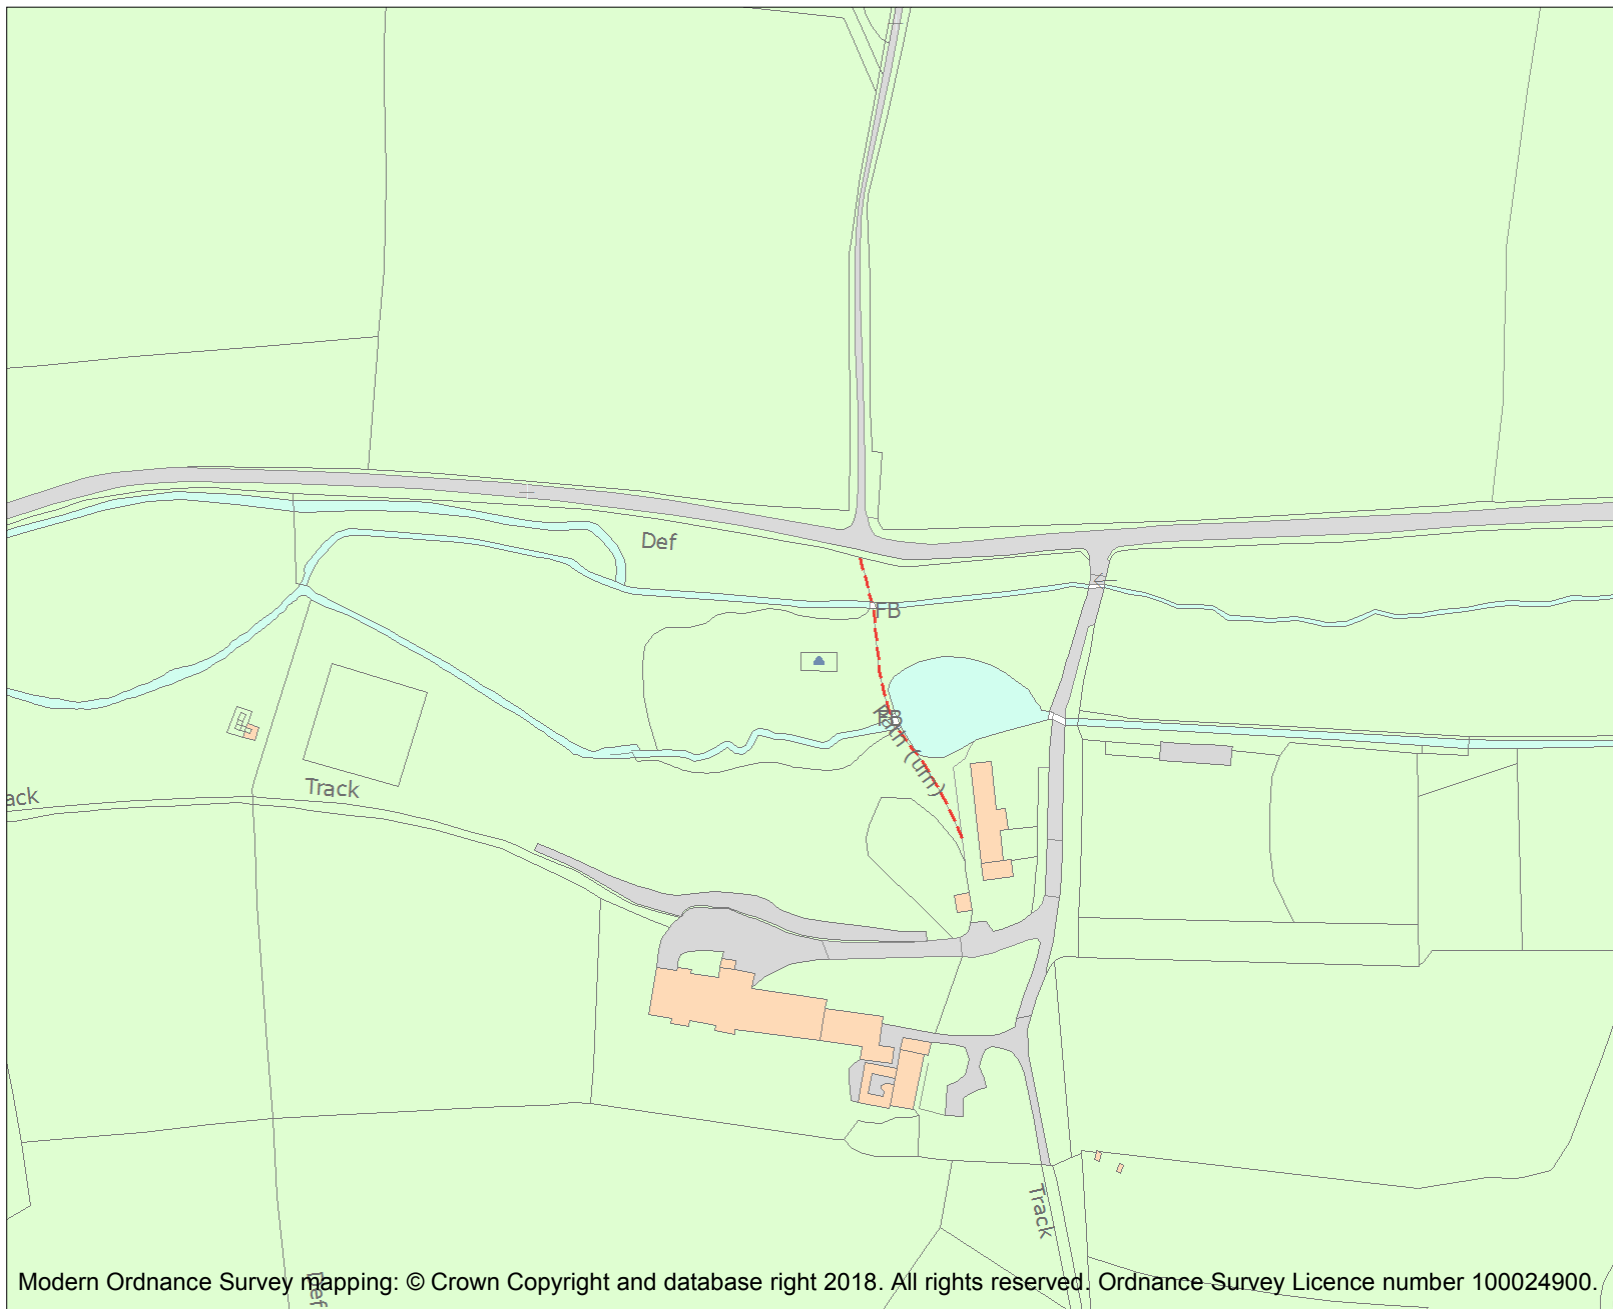 Def
FB
FB
Path (um)
Track
ack
Track
Def
Modern Ordnance Survey mapping: © Crown Copyright and database right 2018. All rights reserved. Ordnance Survey Licence number 100024900.